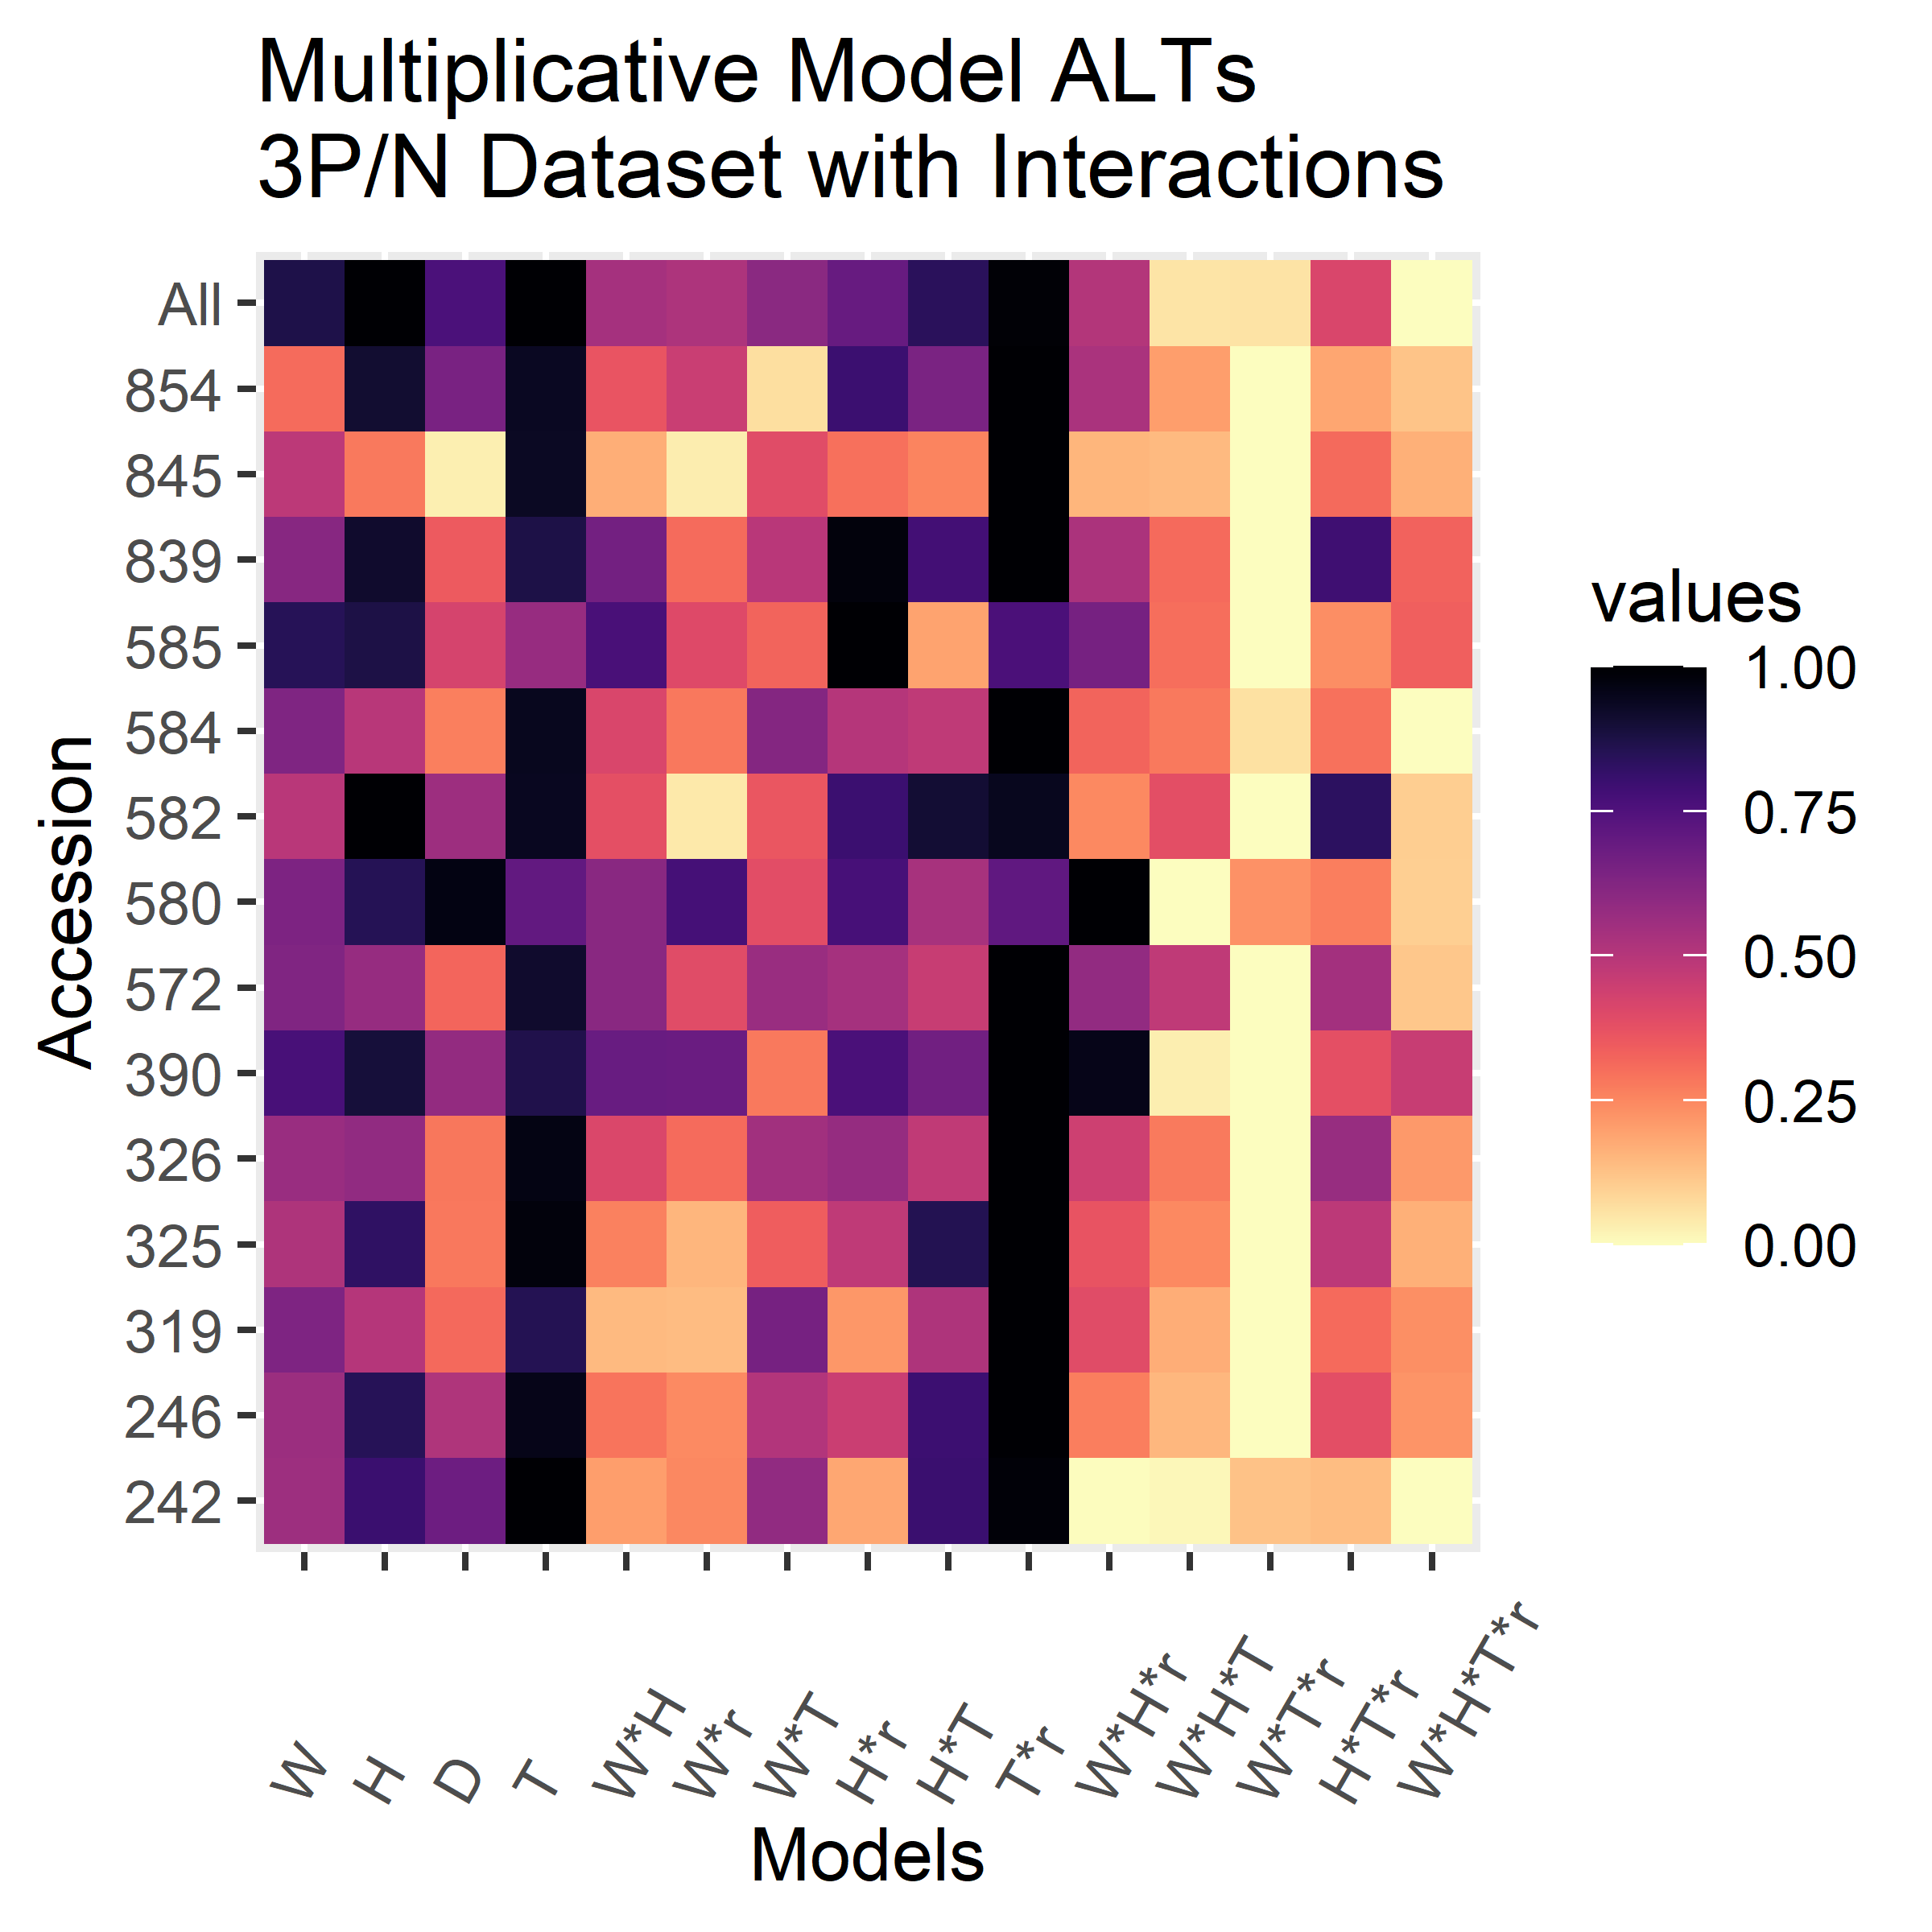 Multiplicative Model ALTs
3P/N Dataset with Interactions
Accession
All
854
845
839
585
584
582
580
572
390
326
325
319
246
242
W
H
D
T
W*H
W*r
W*T
H*r
H*T
T*r
W*H*r
W*H*T
W*T*r
H*T*r
W*H*T*r
Models
values
1.00
0.75
0.50
0.25
0.00